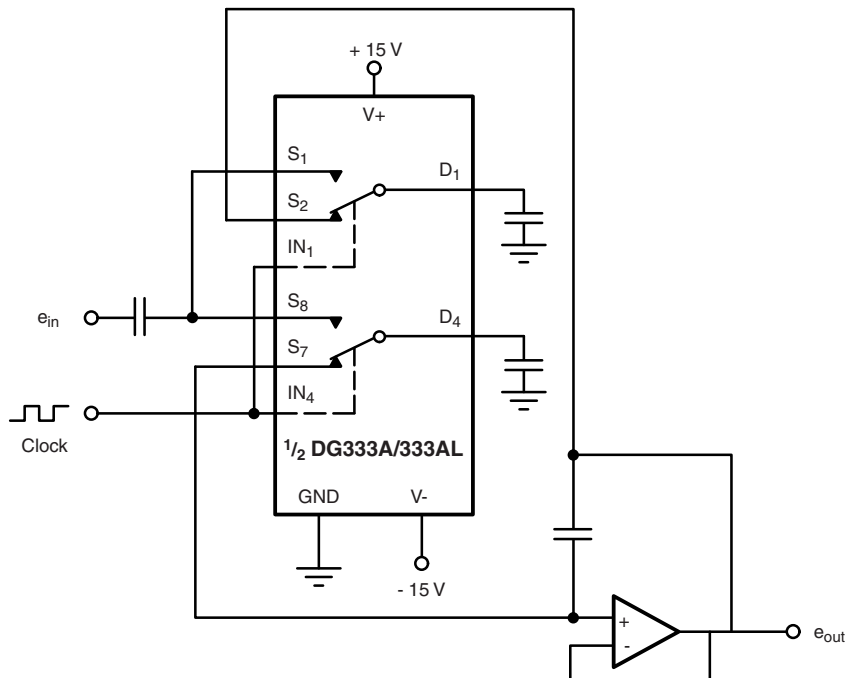 + 15 V
V+
S1
D1
S2
IN1
ein
S8
D4
S7
IN4
Clock
1/2 DG333A/333AL
GND V-
- 15 V
+
-
eout